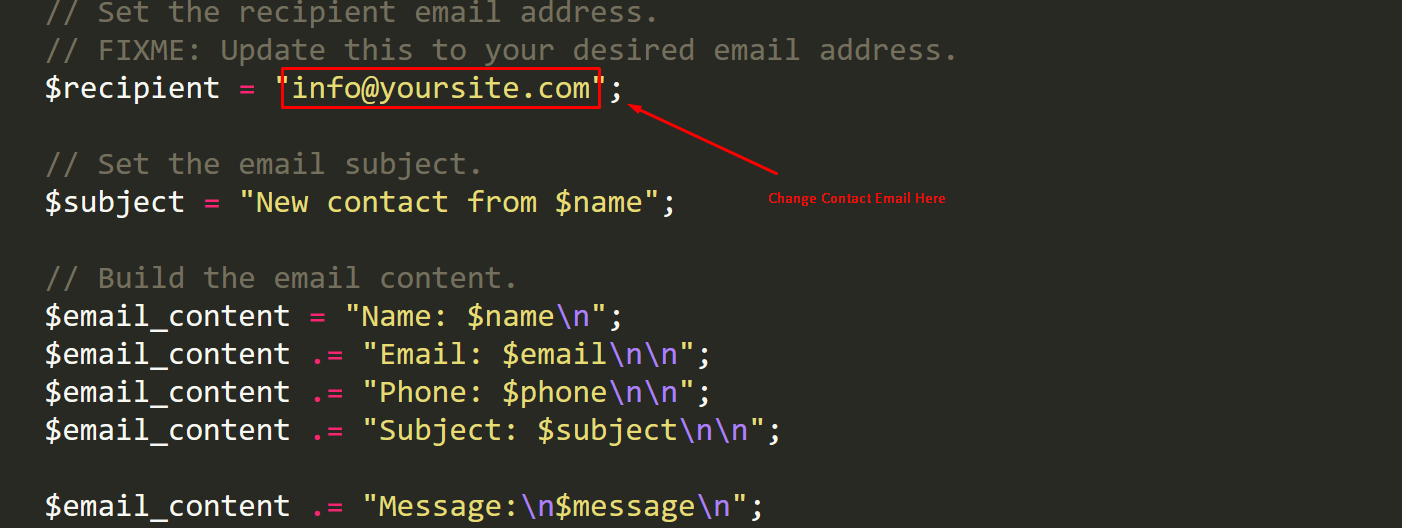 // Set the recipient email address.
// FIXME: Update this to your desired email address.
$recipient = "info@yoursite.com";
// Set the email subject.
$subject = "New contact from $name";
Change Contact Email Here
// Build the email content.
$email_content = "Name: $name\n";
$email_content .= "Email: $email\n\n";
$email_content .= "Phone: $phone\n\n";
$email_content .= "Subject: $subject\n\n";
$email_content .= "Message:\n$message\n";